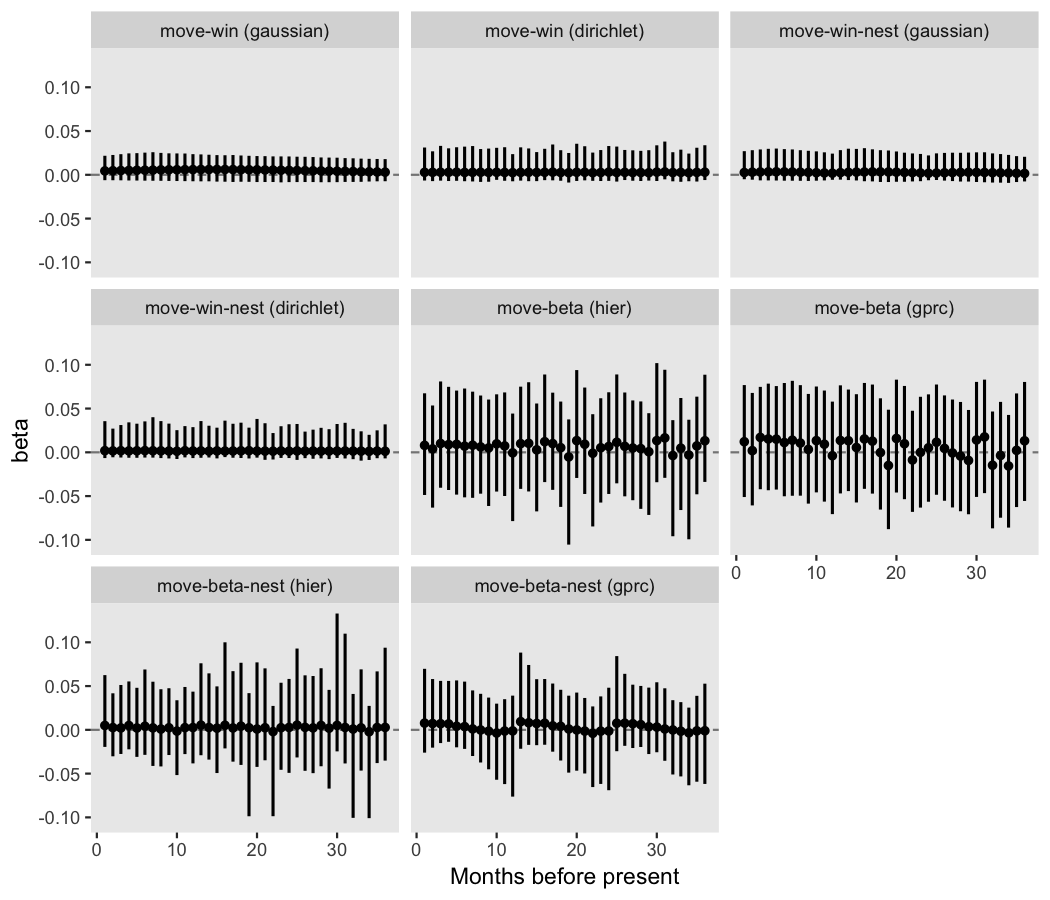 move-win (gaussian)
move-win (dirichlet)
move-win-nest (gaussian)
0.10
0.05
0.00
-0.05
-0.10
move-win-nest (dirichlet)
move-beta (hier)
move-beta (gprc)
0.10
0.05
0.00
-0.05
-0.10
0 10 20 30
beta
move-beta-nest (hier)
move-beta-nest (gprc)
0.10
0.05
0.00
-0.05
-0.10
0 10 20 30
0 10 20 30
Months before present